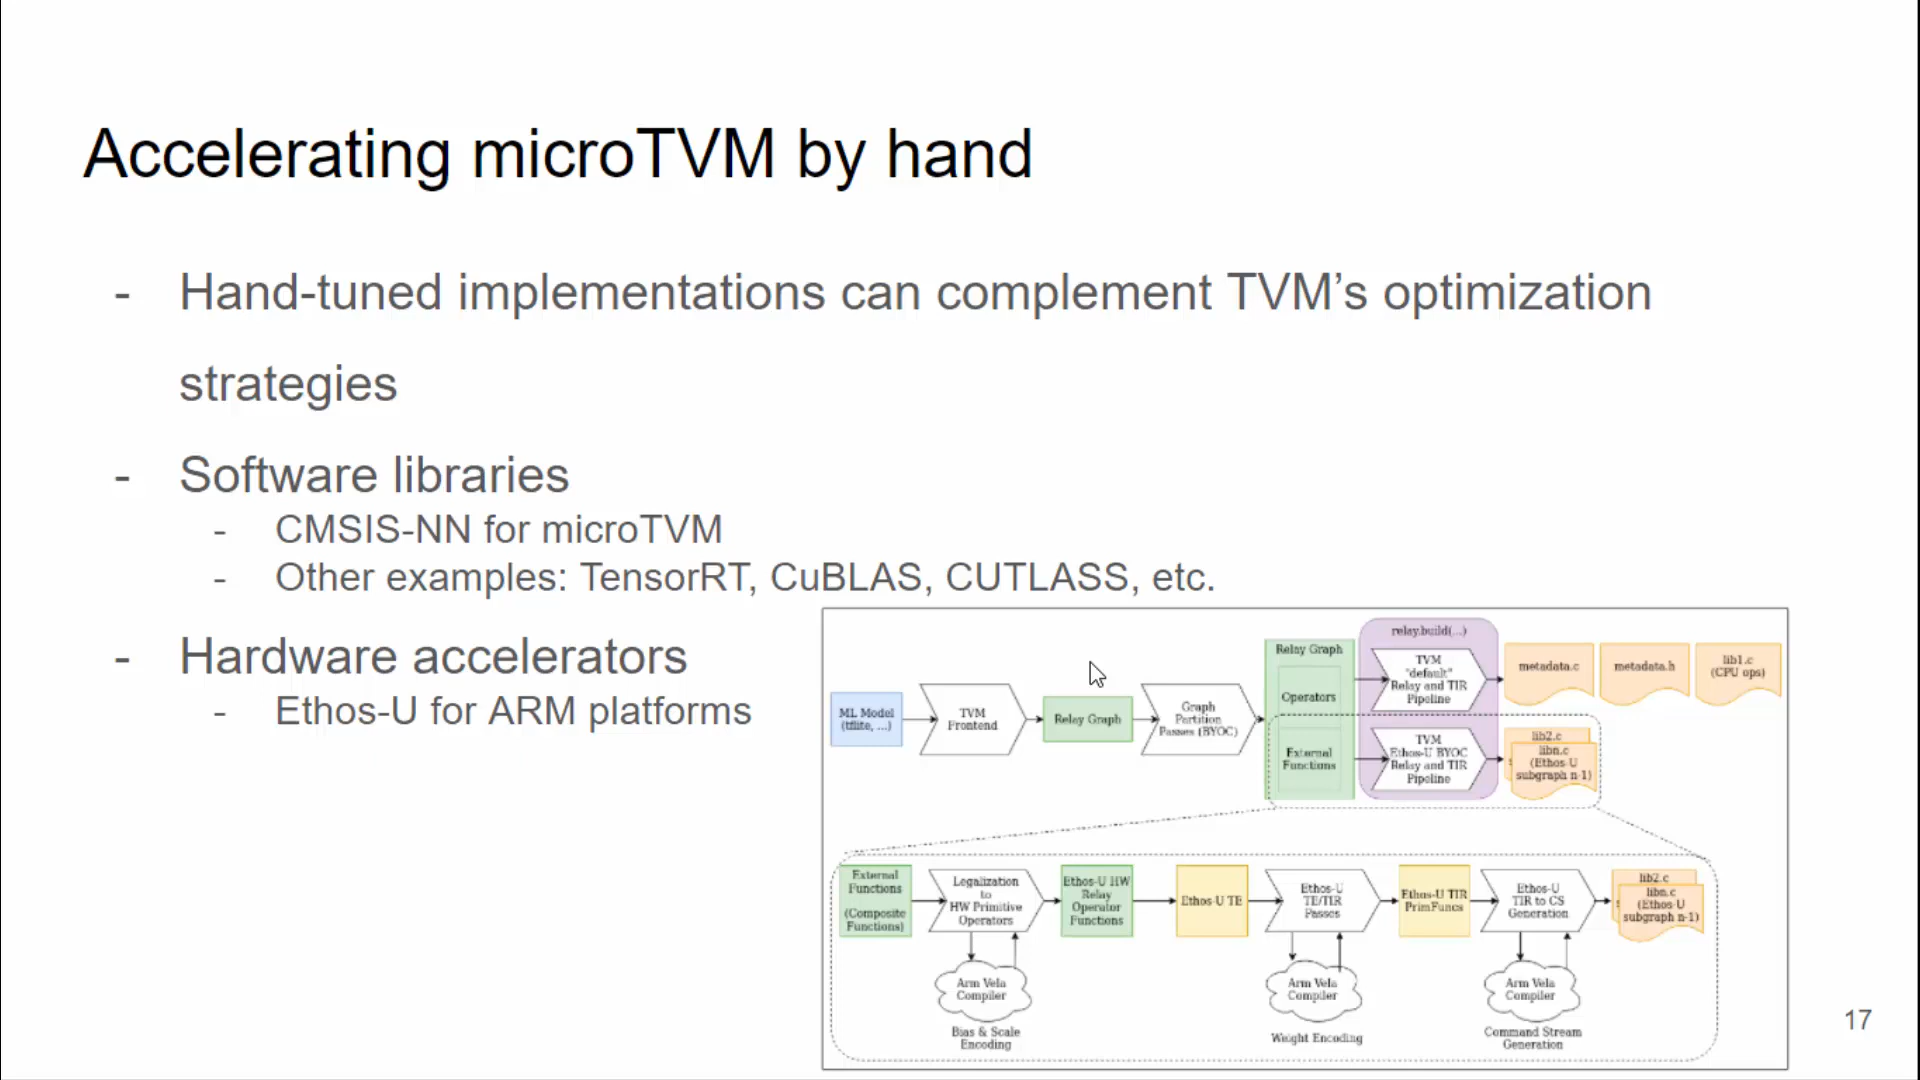 Accelerating microTVM by hand
- Hand-tuned implementations can complement TVM's optimization
strategies
- Software libraries
- CMSIS-NN for microTVM
- Other examples: TensorRT, CuBLAS, CUTLASS, etc.
- Hardware accelerators
- Ethos-U for ARM platforms
ML Model
(tflite, ...)
TVM
Frontend
Relay Graph
Graph
Partition
Passes (BYOC)
Relay Graph
Operators
External
Functions
relay.build(...)
TVM
"default"
Relay and TIR
Pipeline
TVM
Ethos-U BYOC
Relay and TIR
Pipeline
metadata.c
metadata.h
lib1.c
(CPU ops)
lib2.c
libn.c
(Ethos-U
subgraph n-1)
External
Functions
(Composite
Functions)
Legalization
to
HW Primitive
Operators
Ethos-U HW
Relay
Operator
Functions
Ethos-U TE
Ethos-U
TE/TIR
Passes
Ethos-U TIR
PrimFuncs
Ethos-U
TIR to CS
Generation
lib2.c
libn.c
(Ethos-U
subgraph n-1)
Arm Vela
Compiler
Bias & Scale
Encoding
Arm Vela
Compiler
Weight Encoding
Arm Vela
Compiler
Command Stream
Generation
17